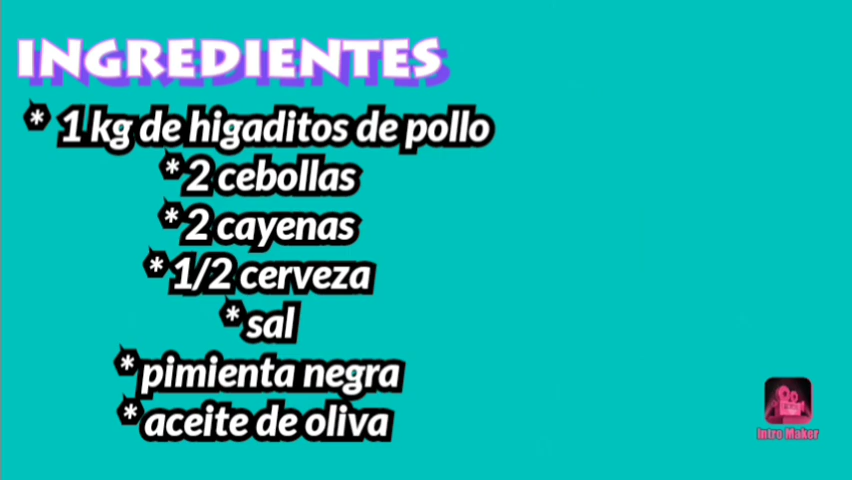 INGREDIENTES
* 1 kg de higaditos de pollo
* 2 cebollas
* 2 cayenas
* 1/2 cerveza
* sal
* pimienta negra
* aceite de oliva
Intro Maker